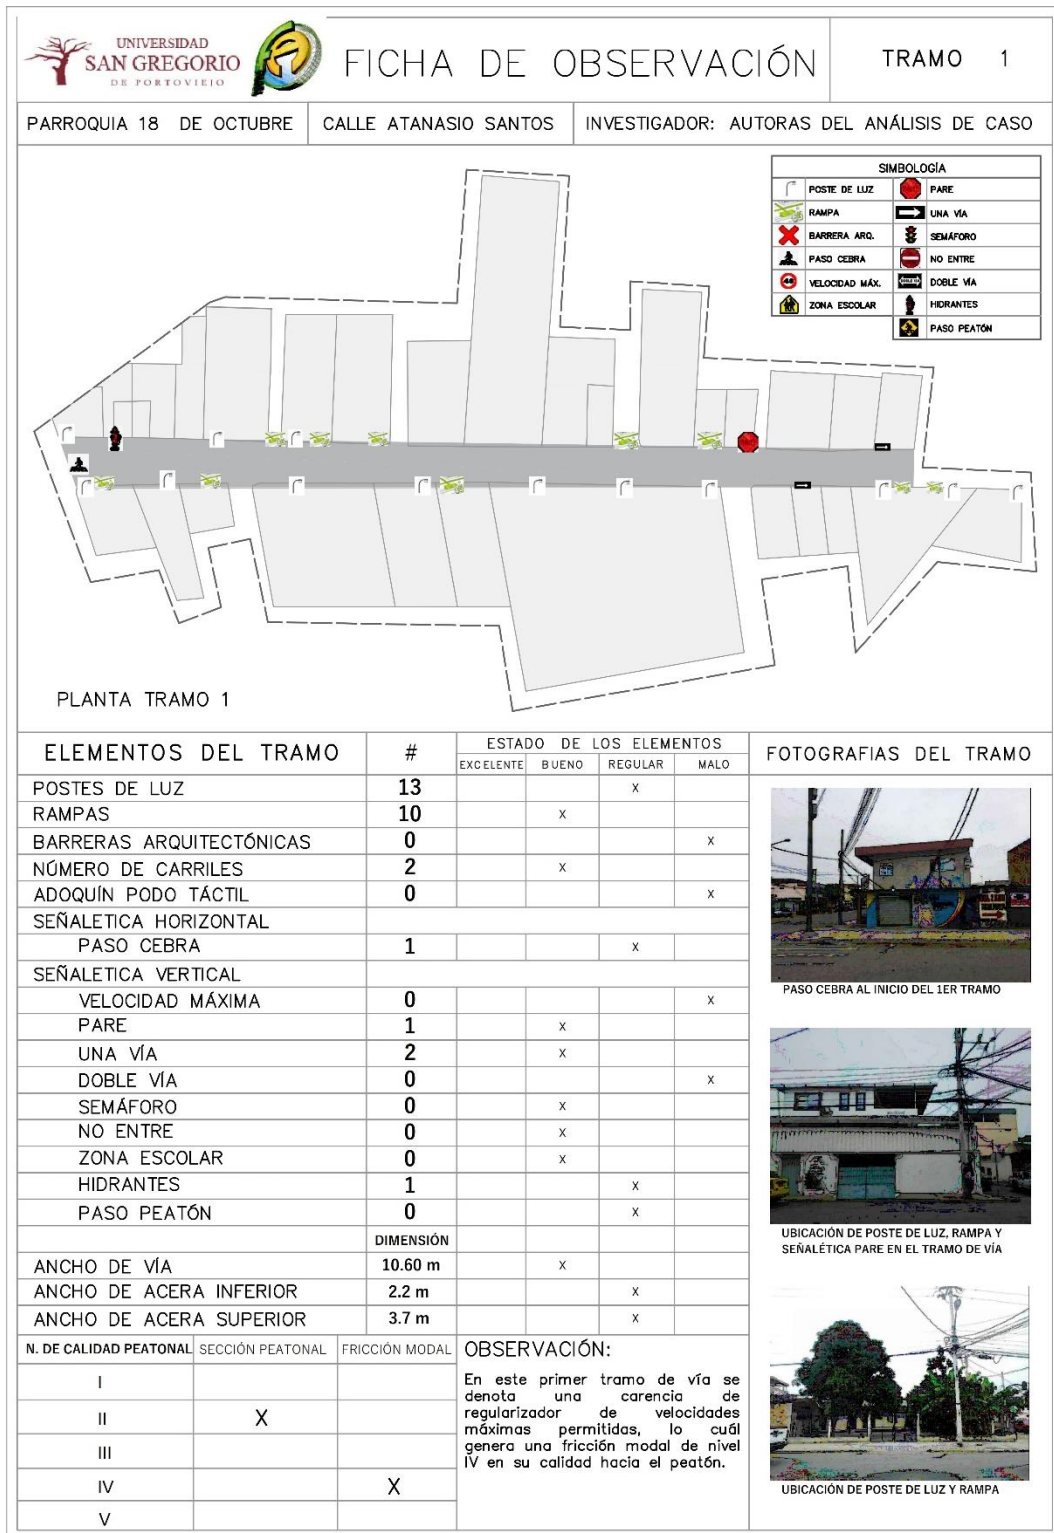 UNIVERSIDAD
SAN GREGORIO
DE PORTOVIEJO
FICHA DE OBSERVACIÓN
TRAMO 1
PARROQUIA 18 DE OCTUBRE
CALLE ATANASIO SANTOS
INVESTIGADOR: AUTORAS DEL ANÁLISIS DE CASO
SIMBOLOGÍA
POSTE DE LUZ PARE
RAMPA UNA VÍA
BARRERA ARQ. SEMÁFORO
PASO CEBRA NO ENTRE
VELOCIDAD MÁX. DOBLE VÍA
ZONA ESCOLAR HIDRANTES
PASO PEATÓN
PLANTA TRAMO 1
ELEMENTOS DEL TRAMO # ESTADO DE LOS ELEMENTOS
EXCELENTE BUENO REGULAR MALO
POSTES DE LUZ 13 X
RAMPAS 10 X
BARRERAS ARQUITECTÓNICAS 0 X
NÚMERO DE CARRILES 2 X
ADOQUÍN PODO TÁCTIL 0 X
SEÑALETICA HORIZONTAL
PASO CEBRA 1 X
SEÑALETICA VERTICAL
VELOCIDAD MÁXIMA 0 X
PARE 1 X
UNA VÍA 2 X
DOBLE VÍA 0 X
SEMÁFORO 0 X
NO ENTRE 0 X
ZONA ESCOLAR 0 X
HIDRANTES 1 X
PASO PEATÓN 0 X
DIMENSIÓN
ANCHO DE VÍA 10.60 m X
ANCHO DE ACERA INFERIOR 2.2 m X
ANCHO DE ACERA SUPERIOR 3.7 m X
N. DE CALIDAD PEATONAL SECCIÓN PEATONAL FRICCIÓN MODAL
I
II X
III
IV X
V
OBSERVACIÓN:
En este primer tramo de vía se
denota una carencia de
regularizador de velocidades
máximas permitidas, lo cuál
genera una fricción modal de nivel
IV en su calidad hacia el peatón.
FOTOGRAFIAS DEL TRAMO
PASO CEBRA AL INICIO DEL 1ER TRAMO
UBICACIÓN DE POSTE DE LUZ, RAMPA Y
SEÑALÉTICA PARE EN EL TRAMO DE VÍA
UBICACIÓN DE POSTE DE LUZ Y RAMPA